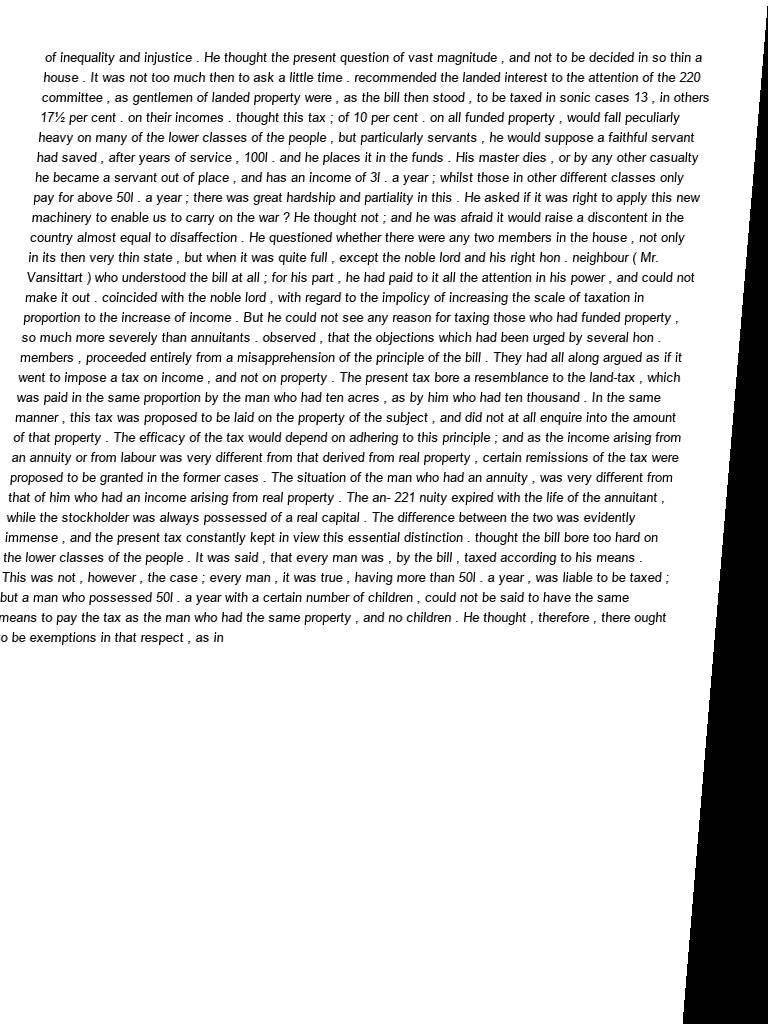 of inequality and injustice . He thought the present question of vast magnitude , and not to be decided in so thin a
house . It was not too much then to ask a little time . recommended the landed interest to the attention of the 220
committee , as gentlemen of landed property were , as the bill then stood , to be taxed in sonic cases 13 , in others
17½ per cent . on their incomes . thought this tax ; of 10 per cent . on all funded property , would fall peculiarly
heavy on many of the lower classes of the people , but particularly servants , he would suppose a faithful servant
had saved , after years of service , 100l . and he places it in the funds . His master dies , or by any other casualty
he became a servant out of place , and has an income of 3l . a year ; whilst those in other different classes only
pay for above 50l . a year ; there was great hardship and partiality in this . He asked if it was right to apply this new
machinery to enable us to carry on the war ? He thought not ; and he was afraid it would raise a discontent in the
country almost equal to disaffection . He questioned whether there were any two members in the house , not only
in its then very thin state , but when it was quite full , except the noble lord and his right hon . neighbour ( Mr.
Vansittart ) who understood the bill at all ; for his part , he had paid to it all the attention in his power , and could not
make it out . coincided with the noble lord , with regard to the impolicy of increasing the scale of taxation in
proportion to the increase of income . But he could not see any reason for taxing those who had funded property ,
so much more severely than annuitants . observed , that the objections which had been urged by several hon .
members , proceeded entirely from a misapprehension of the principle of the bill . They had all along argued as if it
went to impose a tax on income , and not on property . The present tax bore a resemblance to the land-tax , which
was paid in the same proportion by the man who had ten acres , as by him who had ten thousand . In the same
manner , this tax was proposed to be laid on the property of the subject , and did not at all enquire into the amount
of that property . The efficacy of the tax would depend on adhering to this principle ; and as the income arising from
an annuity or from labour was very different from that derived from real property , certain remissions of the tax were
proposed to be granted in the former cases . The situation of the man who had an annuity , was very different from
that of him who had an income arising from real property . The an- 221 nuity expired with the life of the annuitant ,
while the stockholder was always possessed of a real capital . The difference between the two was evidently
immense , and the present tax constantly kept in view this essential distinction . thought the bill bore too hard on
the lower classes of the people . It was said , that every man was , by the bill , taxed according to his means .
This was not , however , the case ; every man , it was true , having more than 50l . a year , was liable to be taxed ;
but a man who possessed 50l . a year with a certain number of children , could not be said to have the same
means to pay the tax as the man who had the same property , and no children . He thought , therefore , there ought
to be exemptions in that respect , as in